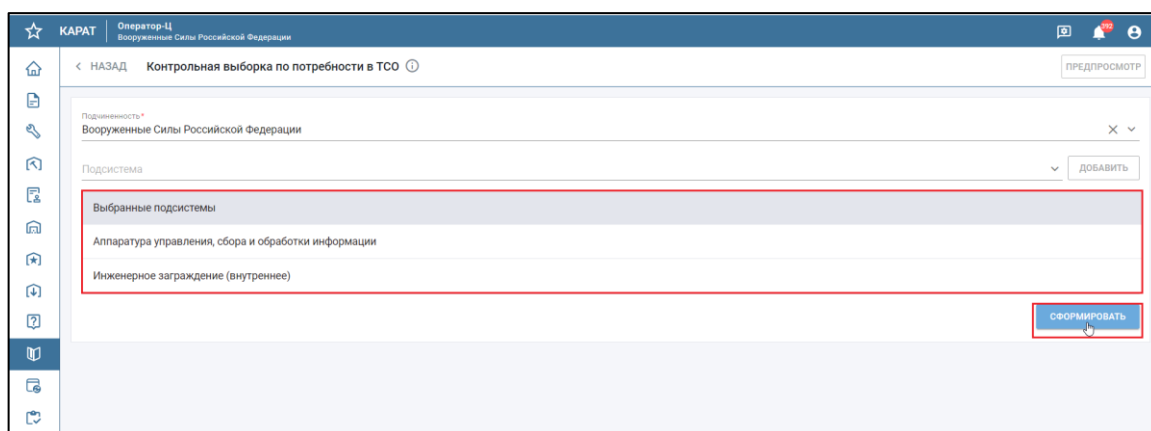 КАРАТ
Оператор-Ц
Вооруженные Силы Российской Федерации
НАЗАД Контрольная выборка по потребности в ТСО
ПРЕДПРОСМОТР
Подчиненность*
Вооруженные Силы Российской Федерации
Подсистема
ДОБАВИТЬ
Выбранные подсистемы
Аппаратура управления, сбора и обработки информации
Инженерное заграждение (внутреннее)
СФОРМИРОВАТЬ